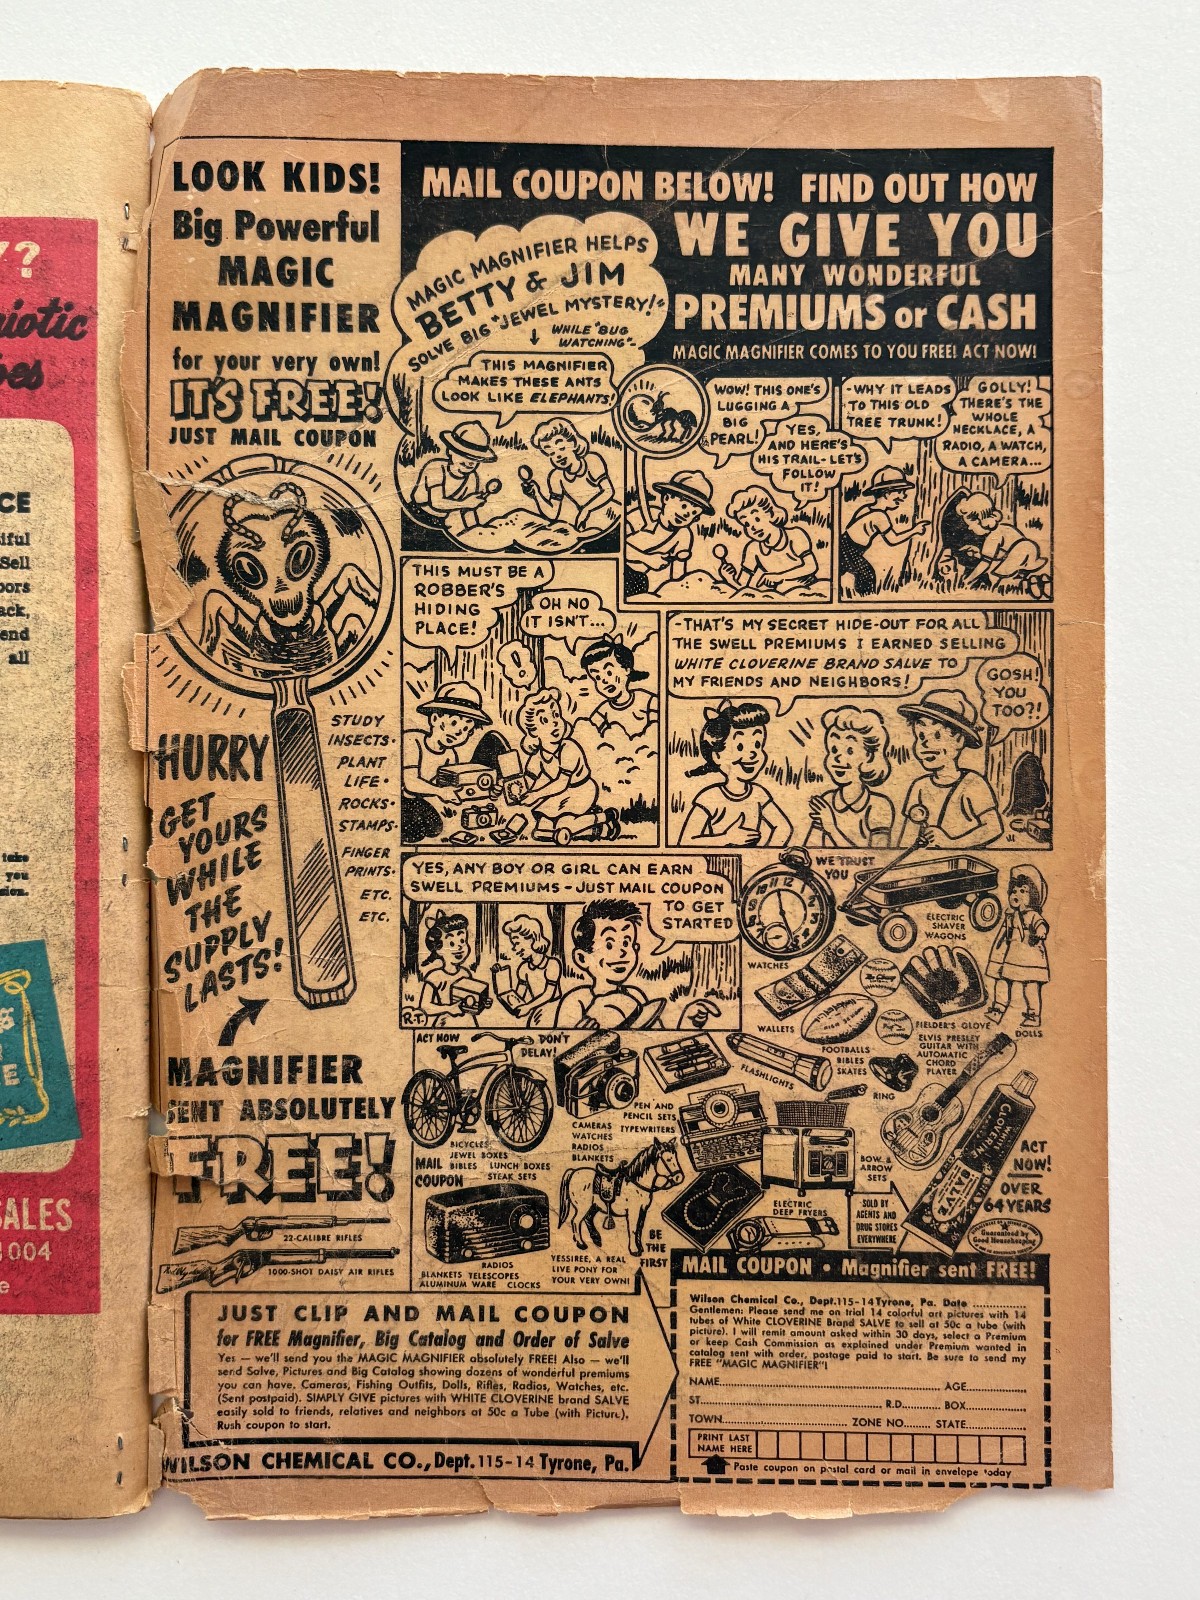 Y?
riotic
es
CE
iful
Sell
bors
ack,
end
all
take
you
sion.
S
E
SALES
004
e
LOOK KIDS!
Big Powerful
MAGIC
MAGNIFIER
for your very own!
IT'S FREE!
JUST MAIL COUPON
HURRY
GET
YOURS
WHILE
THE
SUPPLY
LASTS!
STUDY
INSECTS·
PLANT
LIFE·
ROCKS·
STAMPS·
FINGER
PRINTS·
ETC.
ETC.
MAGNIFIER
SENT ABSOLUTELY
FREE!
22-CALIBRE RIFLES
1000-SHOT DAISY AIR RIFLES
MAIL COUPON BELOW! FIND OUT HOW
WE GIVE YOU
MANY WONDERFUL
PREMIUMS or CASH
MAGIC MAGNIFIER COMES TO YOU FREE! ACT NOW!
MAGIC MAGNIFIER HELPS
BETTY & JIM
SOLVE BIG "JEWEL MYSTERY!"
WHILE "BUG
WATCHING"-
THIS MAGNIFIER
MAKES THESE ANTS
LOOK LIKE ELEPHANTS!
WOW! THIS ONE'S
LUGGING A
BIG
PEARL!
YES,
AND HERE'S
HIS TRAIL-LET'S
FOLLOW
IT!
-WHY IT LEADS
TO THIS OLD
TREE TRUNK!
GOLLY!
THERE'S THE
WHOLE
NECKLACE, A
RADIO, A WATCH,
A CAMERA...
THIS MUST BE A
ROBBER'S
HIDING
PLACE!
OH NO
IT ISN'T...
!
-THAT'S MY SECRET HIDE-OUT FOR ALL
THE SWELL PREMIUMS I EARNED SELLING
WHITE CLOVERINE BRAND SALVE TO
MY FRIENDS AND NEIGHBORS!
GOSH!
YOU
TOO?!
YES, ANY BOY OR GIRL CAN EARN
SWELL PREMIUMS-JUST MAIL COUPON
TO GET
STARTED
R.T.
WE TRUST
YOU
WATCHES
ELECTRIC
SHAVER
WAGONS
WALLETS
FOOTBALLS
BIBLES
SKATES
FIELDER'S GLOVE
DOLLS
ELVIS PRESLEY
GUITAR WITH
AUTOMATIC
CHORD
PLAYER
RING
ACT NOW
DON'T
DELAY!
FLASHLIGHTS
PEN AND
PENCIL SETS
TYPEWRITERS
CAMERAS
WATCHES
RADIOS
BLANKETS
BICYCLES
JEWEL BOXES
BIBLES LUNCH BOXES
STEAK SETS
MAIL
COUPON
RADIOS
BLANKETS TELESCOPES
ALUMINUM WARE CLOCKS
YESSIREE, A REAL
LIVE PONY FOR
YOUR VERY OWN!
BE
THE
FIRST
ELECTRIC
DEEP FRYERS
BOW &
ARROW
SETS
SOLD BY
AGENTS AND
DRUG STORES
EVERYWHERE
WHITE
CLOVERINE
SALVE
ACT
NOW!
OVER
64 YEARS
Guaranteed by
Good Housekeeping
MAIL COUPON • Magnifier sent FREE!
JUST CLIP AND MAIL COUPON
for FREE Magnifier, Big Catalog and Order of Salve
Yes — we'll send you the MAGIC MAGNIFIER absolutely FREE! Also — we'll
send Salve, Pictures and Big Catalog showing dozens of wonderful premiums
you can have. Cameras, Fishing Outfits, Dolls, Rifles, Radios, Watches, etc.
(Sent postpaid). SIMPLY GIVE pictures with WHITE CLOVERINE brand SALVE
easily sold to friends, relatives and neighbors at 50c a Tube (with Picture).
Rush coupon to start.
WILSON CHEMICAL CO., Dept. 115-14 Tyrone, Pa.
Wilson Chemical Co., Dept. 115-14 Tyrone, Pa. Date
Gentlemen: Please send me on trial 14 colorful art pictures with 14
tubes of White CLOVERINE Brand SALVE to sell at 50c a tube (with
picture). I will remit amount asked within 30 days, select a Premium
or keep Cash Commission as explained under Premium wanted in
catalog sent with order, postage paid to start. Be sure to send my
FREE "MAGIC MAGNIFIER"!
NAME AGE
ST. R.D. BOX
TOWN ZONE NO. STATE
PRINT LAST
NAME HERE
Paste coupon on postal card or mail in envelope today